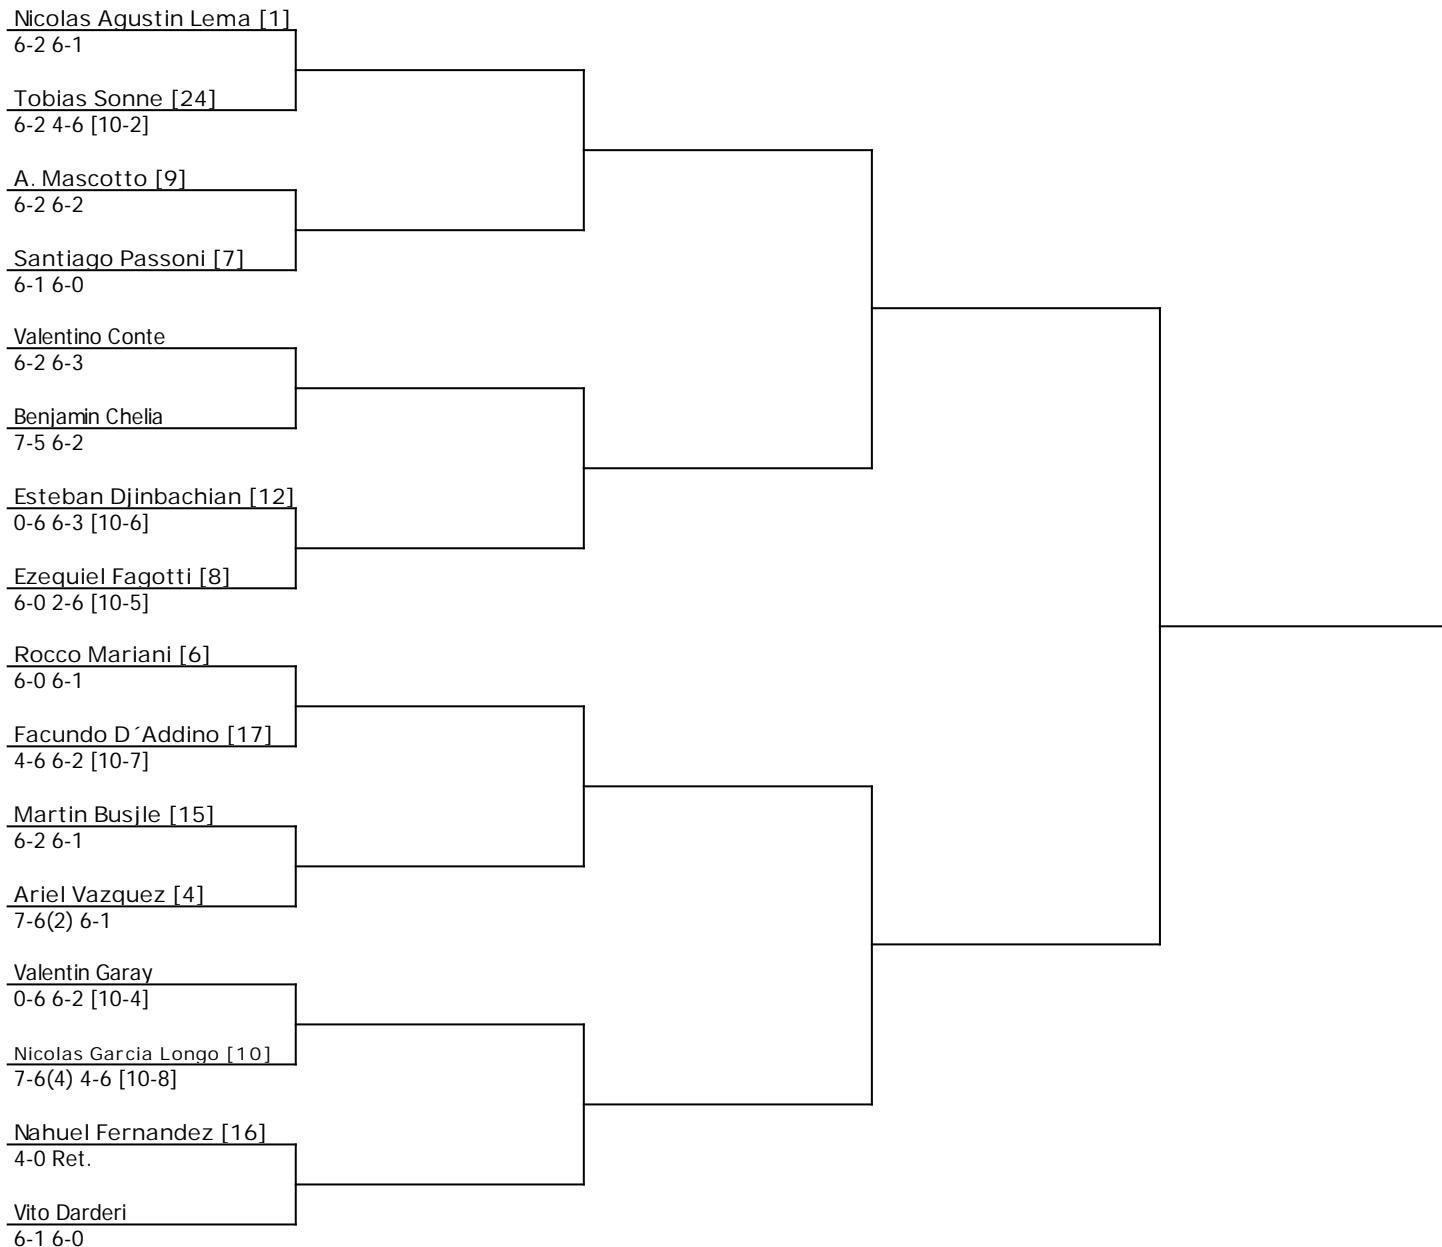 Nicolas Agustin Lema [1]
6-2 6-1
Tobias Sonne [24]
6-2 4-6 [10-2]
A. Mascotto [9]
6-2 6-2
Santiago Passoni [7]
6-1 6-0
Valentino Conte
6-2 6-3
Benjamin Chelia
7-5 6-2
Esteban Djinbachian [12]
0-6 6-3 [10-6]
Ezequiel Fagotti [8]
6-0 2-6 [10-5]
Rocco Mariani [6]
6-0 6-1
Facundo D´Addino [17]
4-6 6-2 [10-7]
Martin Busjle [15]
6-2 6-1
Ariel Vazquez [4]
7-6(2) 6-1
Valentin Garay
0-6 6-2 [10-4]
Nicolas Garcia Longo [10]
7-6(4) 4-6 [10-8]
Nahuel Fernandez [16]
4-0 Ret.
Vito Darderi
6-1 6-0